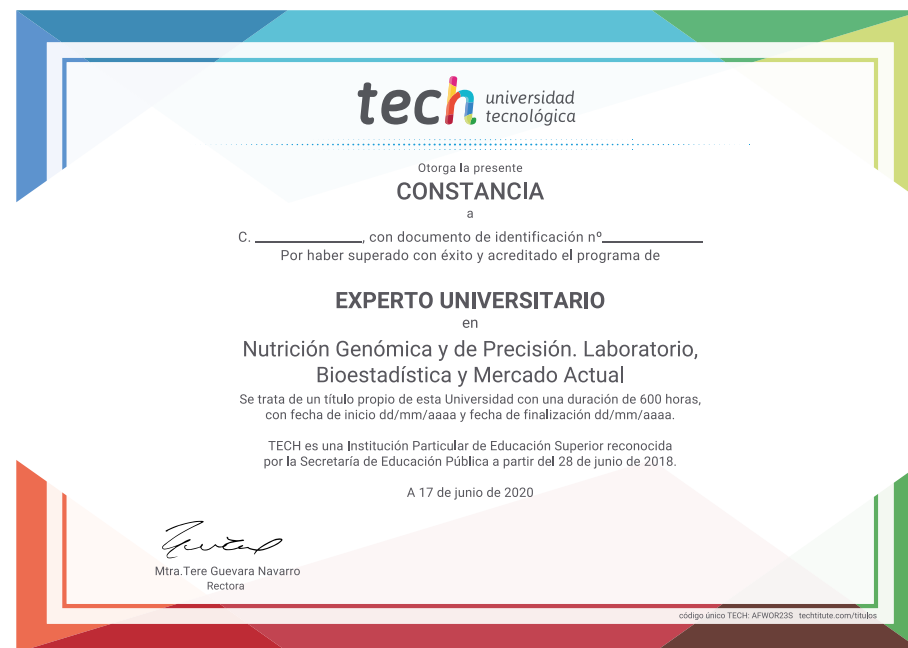 tech universidad
tecnológica
Otorga la presente
CONSTANCIA
a
C. ____________, con documento de identificación nº____________
Por haber superado con éxito y acreditado el programa de
EXPERTO UNIVERSITARIO
en
Nutrición Genómica y de Precisión. Laboratorio,
Bioestadística y Mercado Actual
Se trata de un título propio de esta Universidad con una duración de 600 horas,
con fecha de inicio dd/mm/aaaa y fecha de finalización dd/mm/aaaa.
TECH es una Institución Particular de Educación Superior reconocida
por la Secretaría de Educación Pública a partir del 28 de junio de 2018.
A 17 de junio de 2020
Mtra.Tere Guevara Navarro
Rectora
código único TECH: AFWOR23S techtitute.com/titulos